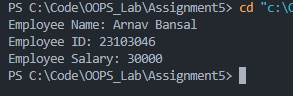 PS C:\Code\OOPS_Lab\Assignment5> cd "c:\C
Employee Name: Arnav Bansal
Employee ID: 23103046
Employee Salary: 30000
PS C:\Code\OOPS_Lab\Assignment5>